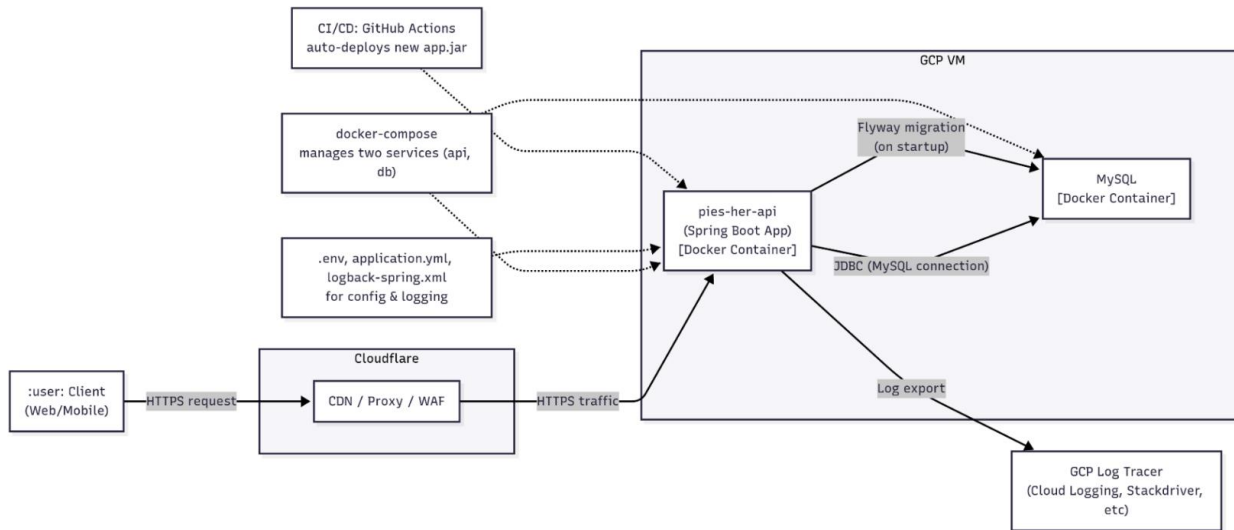 CI/CD: GitHub Actions
auto-deploys new app.jar
GCP VM
docker-compose
manages two services (api,
db)
Flyway migration
(on startup)
MySQL
[Docker Container]
pies-her-api
(Spring Boot App)
[Docker Container]
.env, application.yml,
logback-spring.xml
for config & logging
JDBC (MySQL connection)
Cloudflare
:user: Client
(Web/Mobile)
HTTPS request
CDN / Proxy / WAF
HTTPS traffic
Log export
GCP Log Tracer
(Cloud Logging, Stackdriver,
etc)